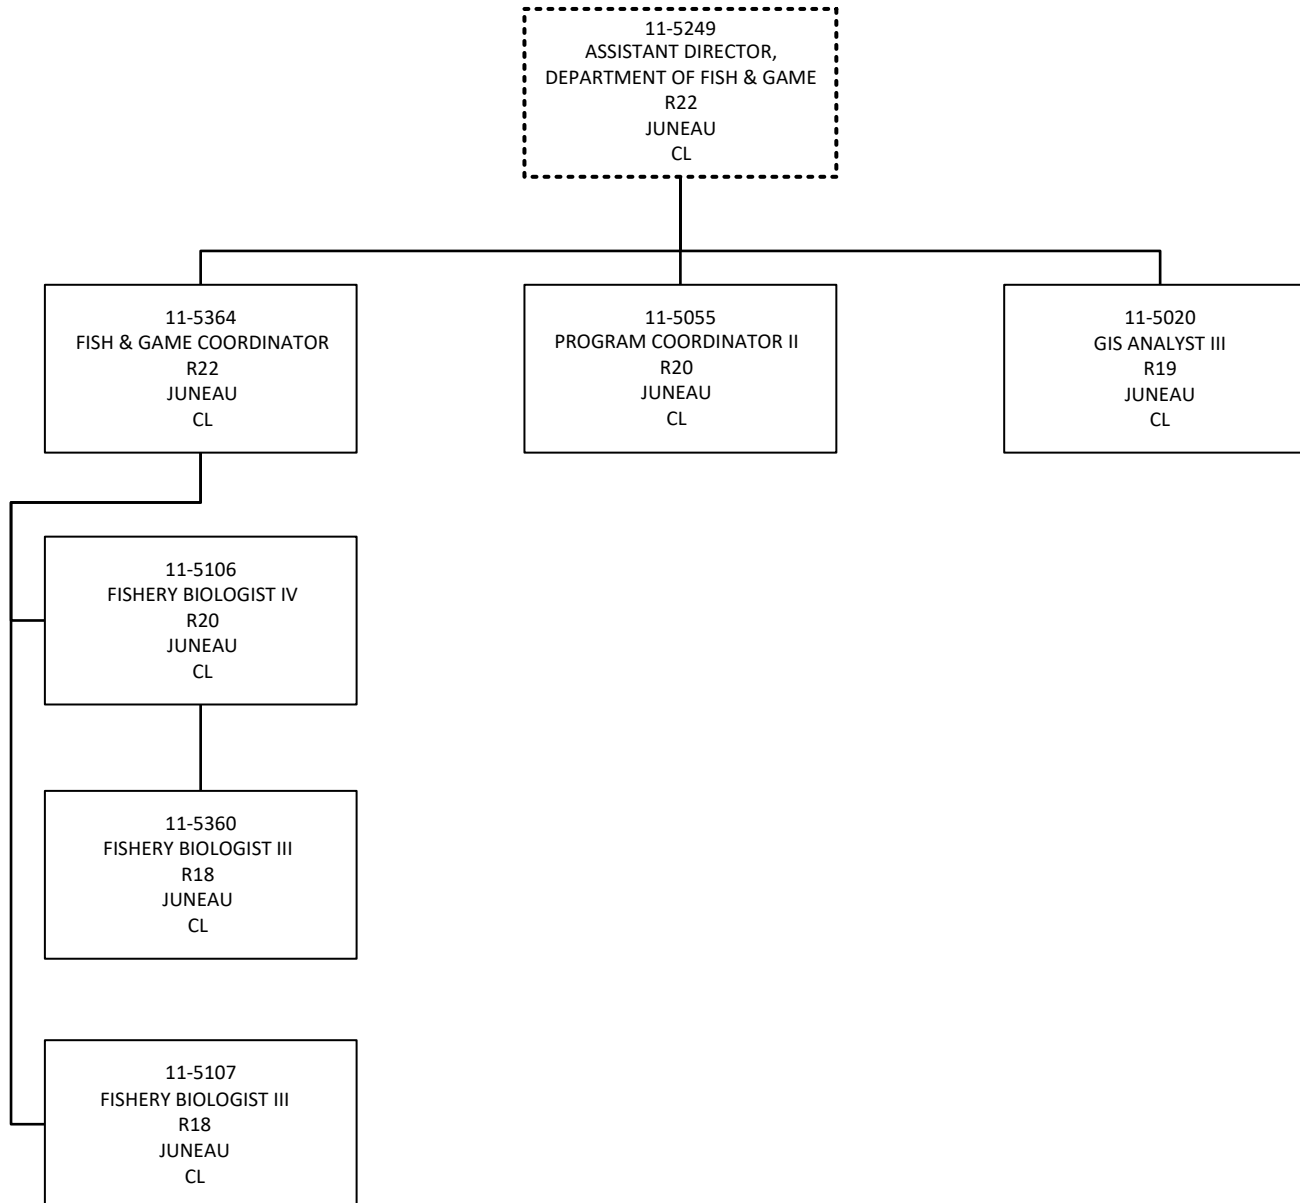 11-5249
ASSISTANT DIRECTOR,
DEPARTMENT OF FISH & GAME
R22
JUNEAU
CL
11-5364
FISH & GAME COORDINATOR
R22
JUNEAU
CL
11-5055
PROGRAM COORDINATOR II
R20
JUNEAU
CL
11-5020
GIS ANALYST III
R19
JUNEAU
CL
11-5106
FISHERY BIOLOGIST IV
R20
JUNEAU
CL
11-5360
FISHERY BIOLOGIST III
R18
JUNEAU
CL
11-5107
FISHERY BIOLOGIST III
R18
JUNEAU
CL